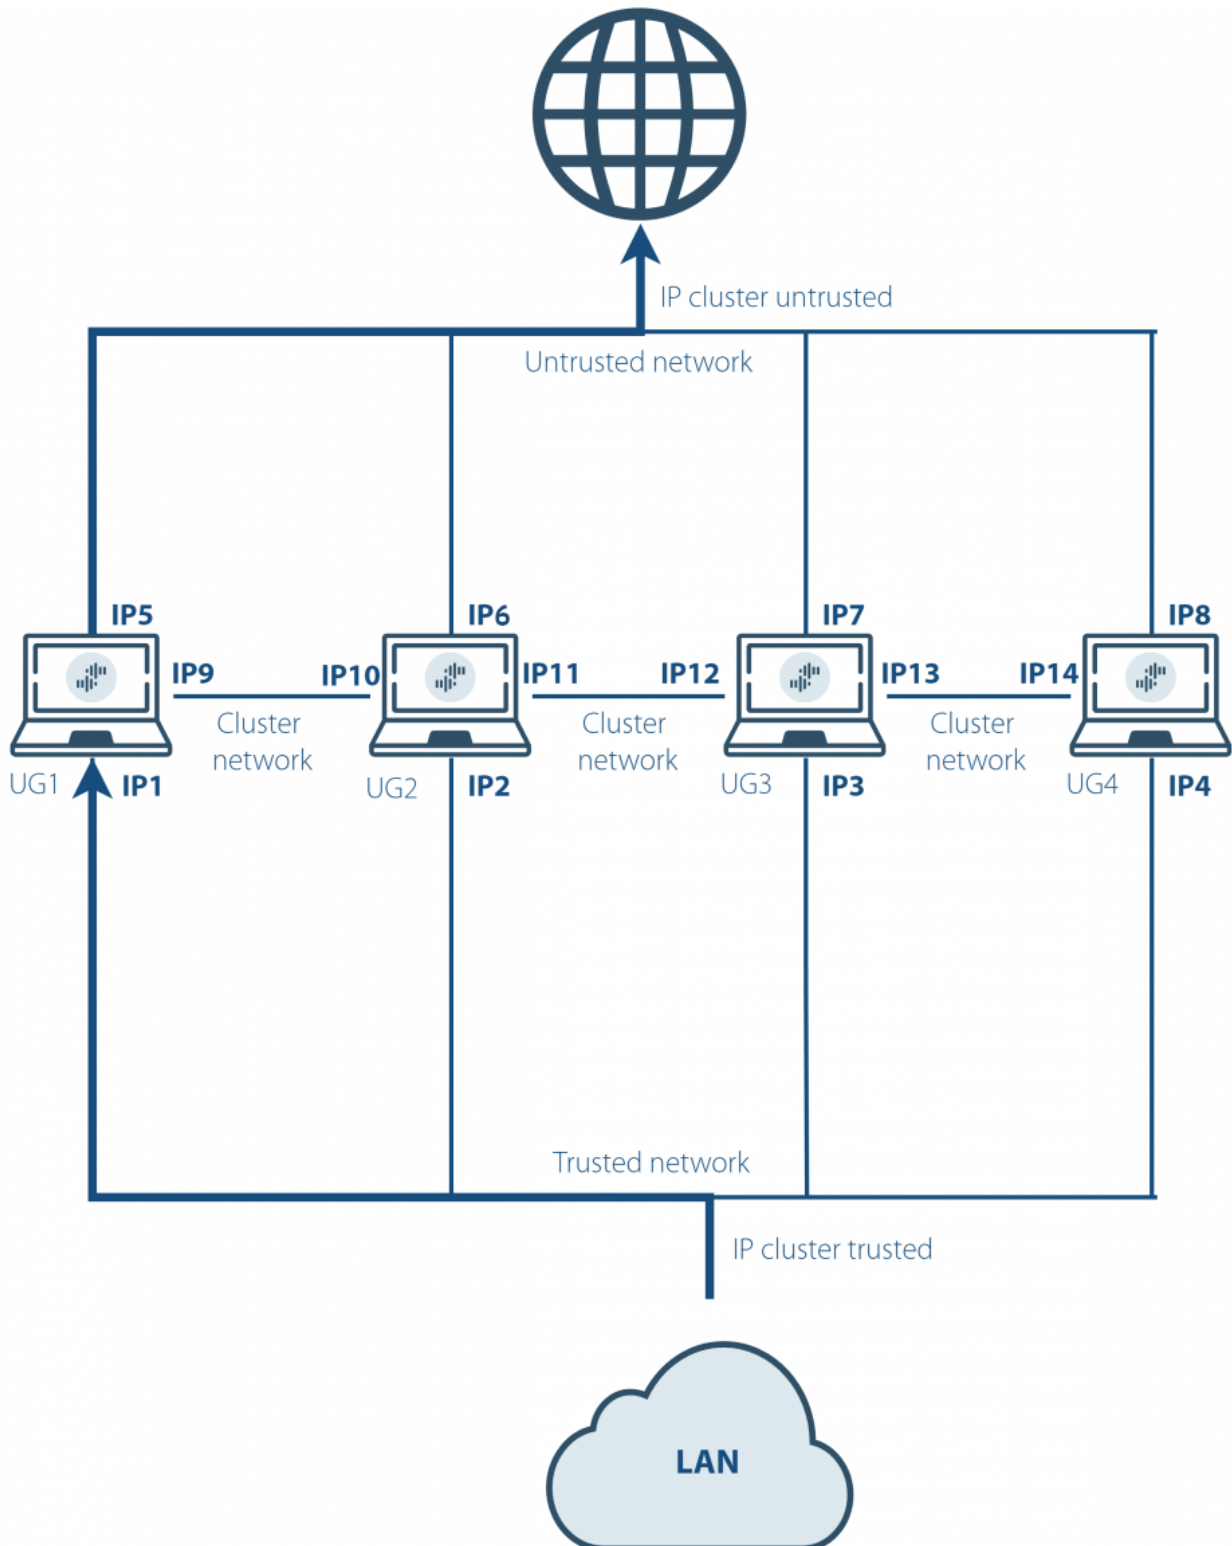 IP cluster untrusted
Untrusted network
IP5
IP6
IP7
IP8
IP9
IP10
IP11
IP12
IP13
IP14
Cluster
network
Cluster
network
Cluster
network
UG1
IP1
UG2
IP2
UG3
IP3
UG4
IP4
Trusted network
IP cluster trusted
LAN